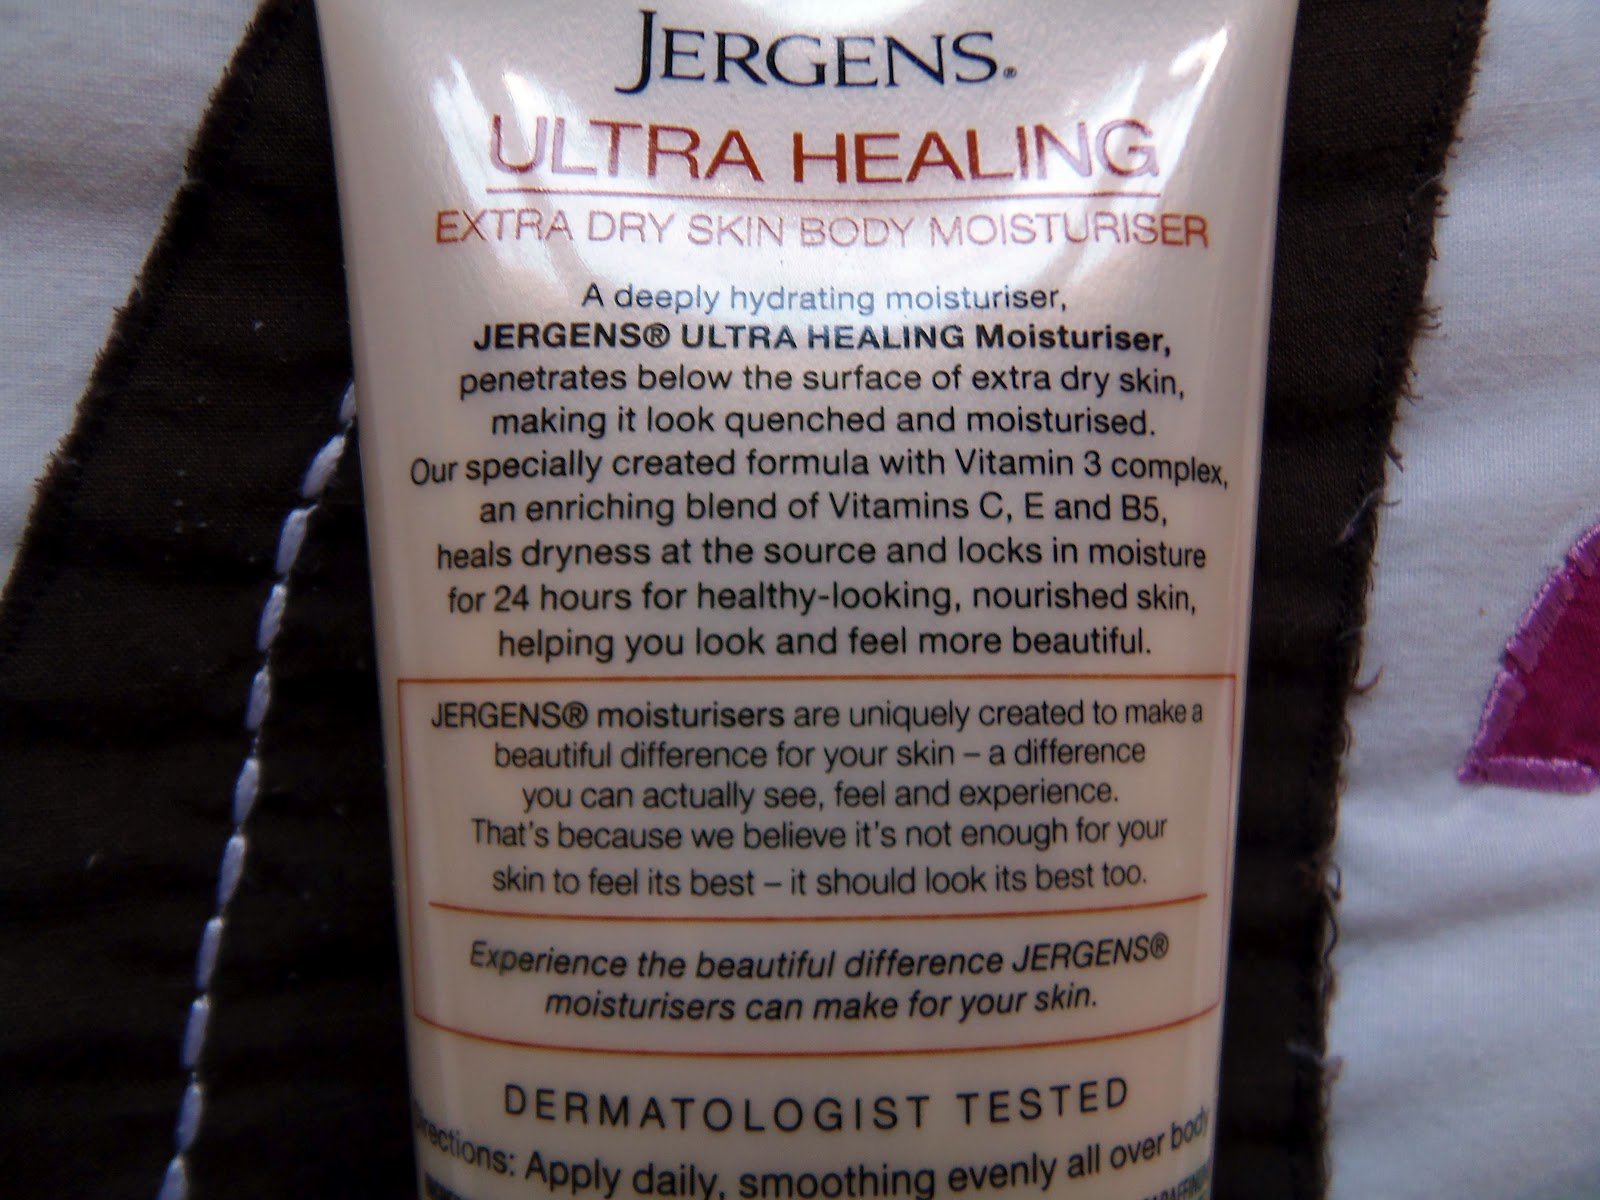 JERGENS®
ULTRA HEALING
EXTRA DRY SKIN BODY MOISTURISER
A deeply hydrating moisturiser,
JERGENS® ULTRA HEALING Moisturiser,
penetrates below the surface of extra dry skin,
making it look quenched and moisturised.
Our specially created formula with Vitamin 3 complex,
an enriching blend of Vitamins C, E and B5,
heals dryness at the source and locks in moisture
for 24 hours for healthy-looking, nourished skin,
helping you look and feel more beautiful.
JERGENS® moisturisers are uniquely created to make a
beautiful difference for your skin – a difference
you can actually see, feel and experience.
That's because we believe it's not enough for your
skin to feel its best – it should look its best too.
Experience the beautiful difference JERGENS®
moisturisers can make for your skin.
DERMATOLOGIST TESTED
Directions: Apply daily, smoothing evenly all over body